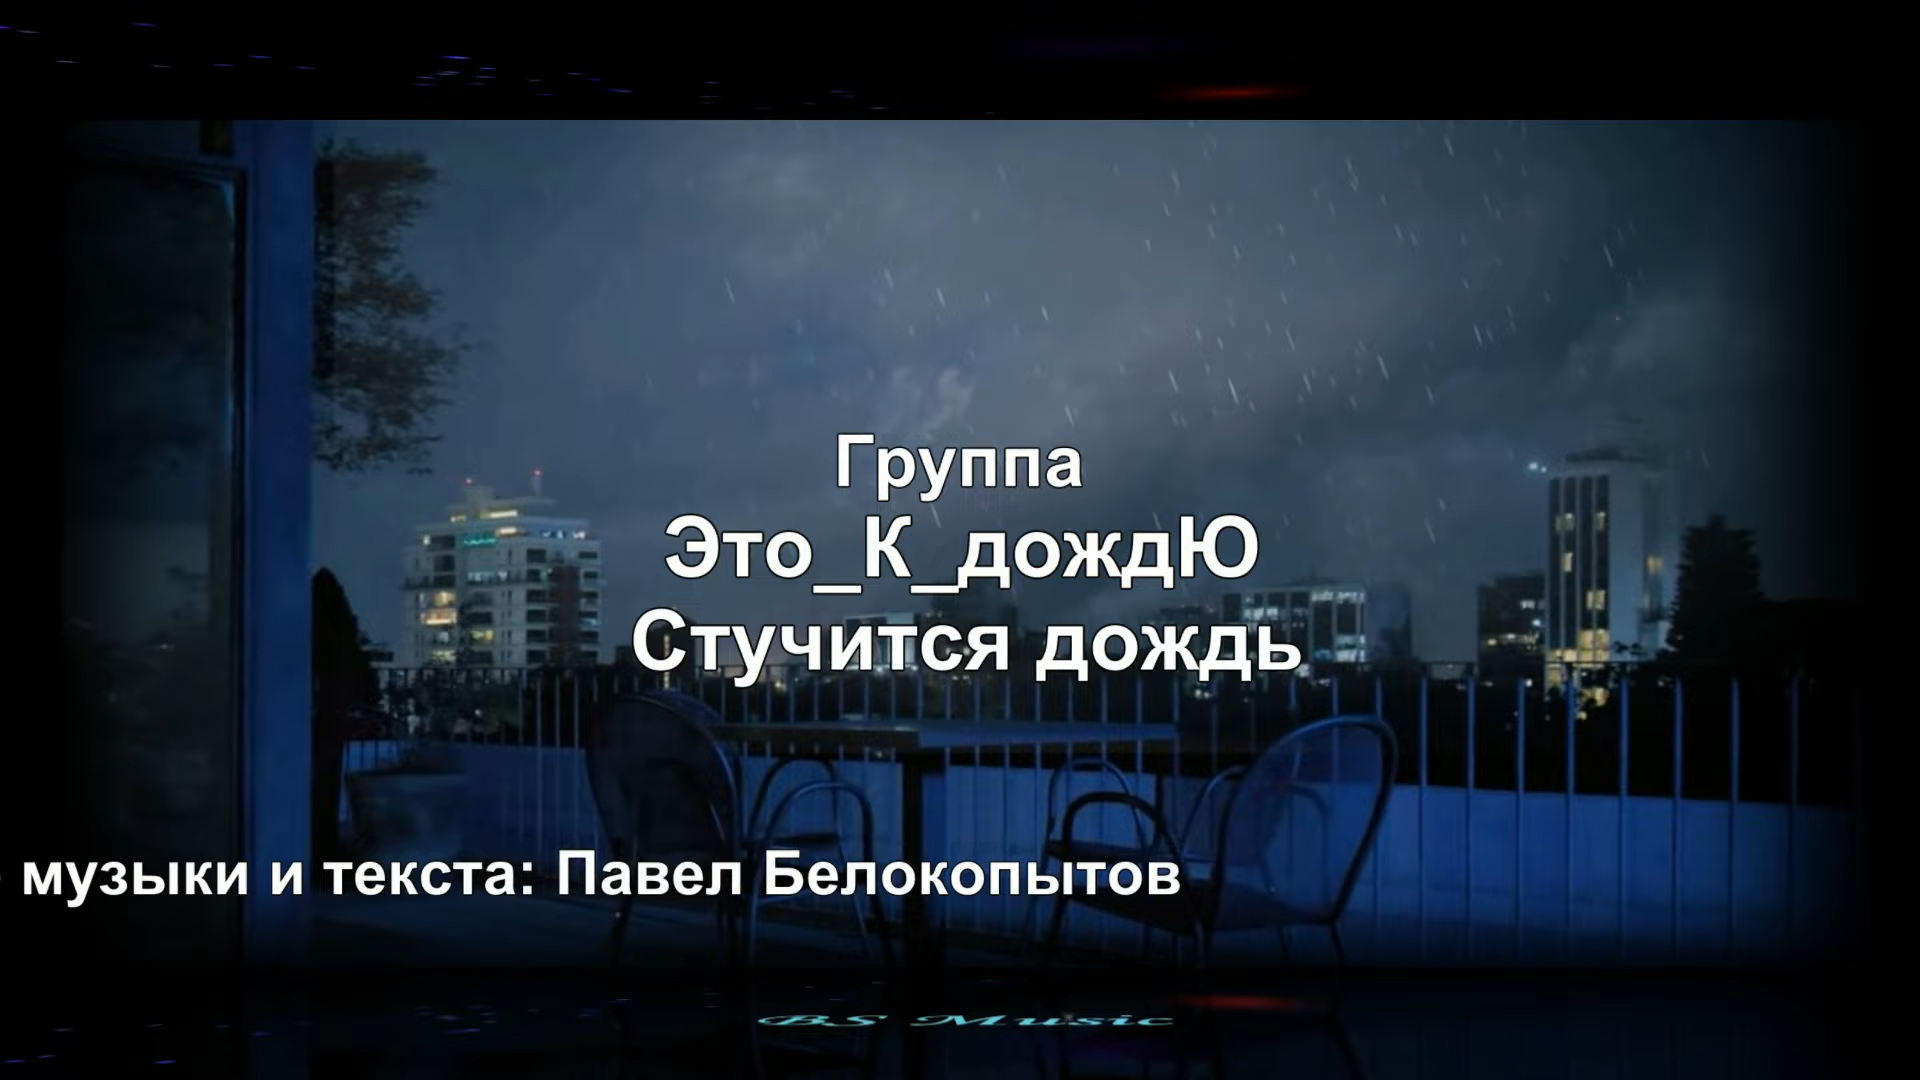 Группа
Это_К_дождЮ
Стучится дождь
музыки и текста: Павел Белокопытов
BS Music